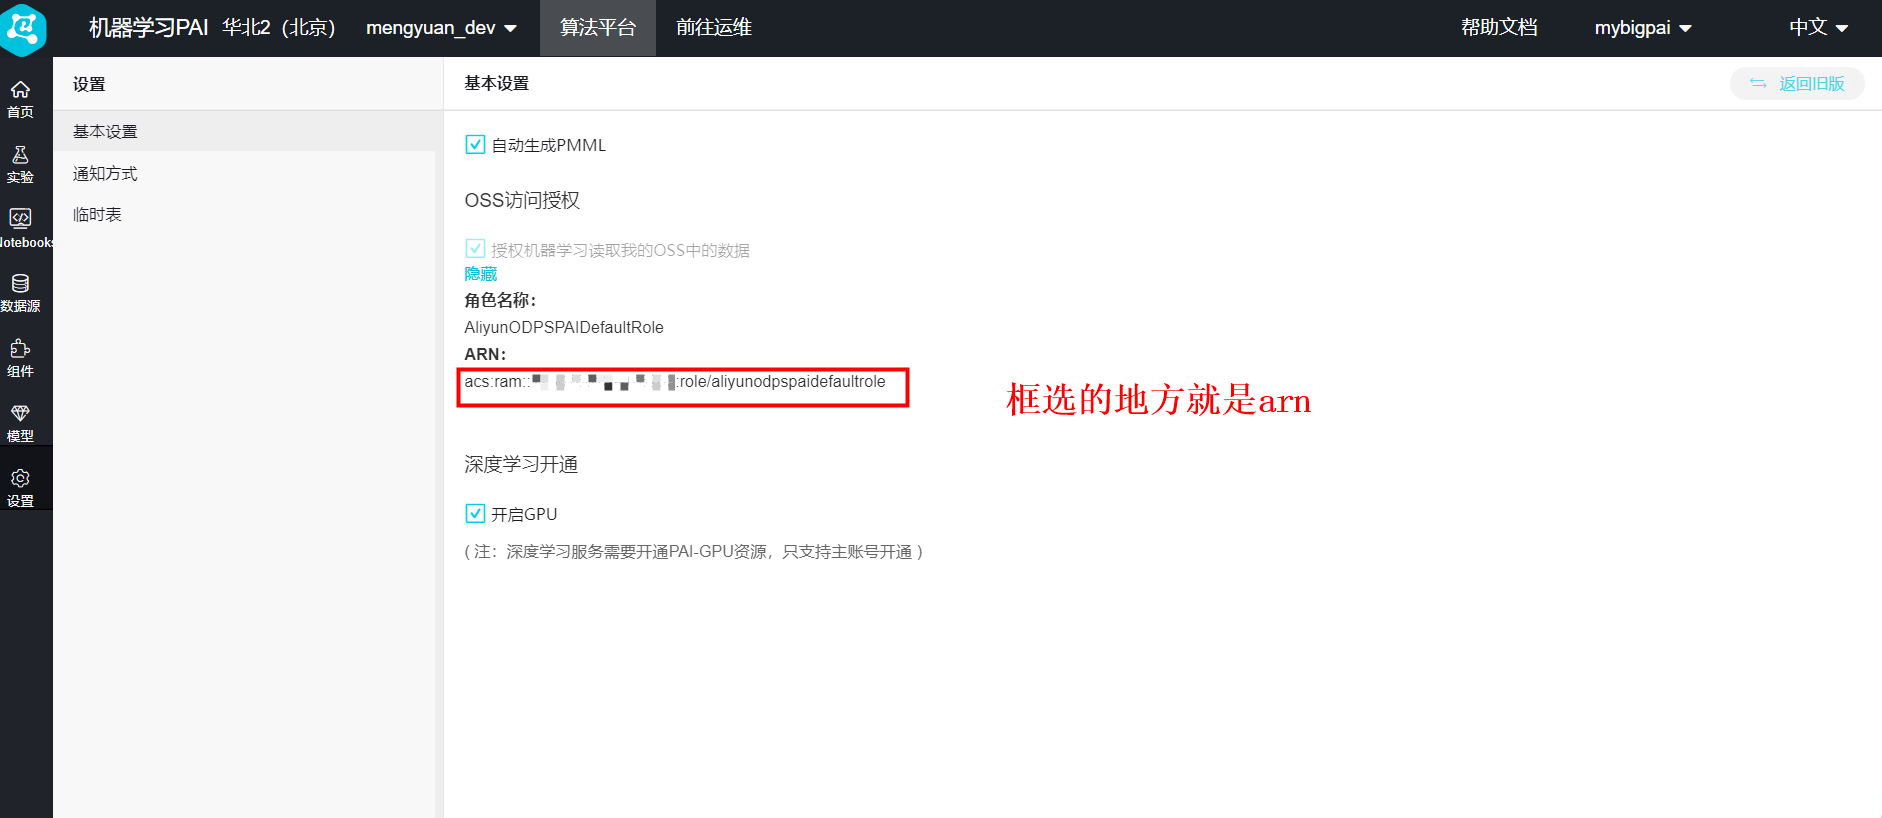 机器学习PAI 华北2（北京） mengyuan_dev 算法平台 前往运维 帮助文档 mybigpai 中文
首页
实验
Notebooks
数据源
组件
模型
设置
设置
基本设置
通知方式
临时表
基本设置
返回旧版
自动生成PMML
OSS访问授权
授权机器学习读取我的OSS中的数据
隐藏
角色名称：
AliyunODPSPAIDefaultRole
ARN：
acs:ram:: :role/aliyunodpspaidefaultrole
框选的地方就是arn
深度学习开通
开启GPU
( 注：深度学习服务需要开通PAI-GPU资源，只支持主账号开通 )